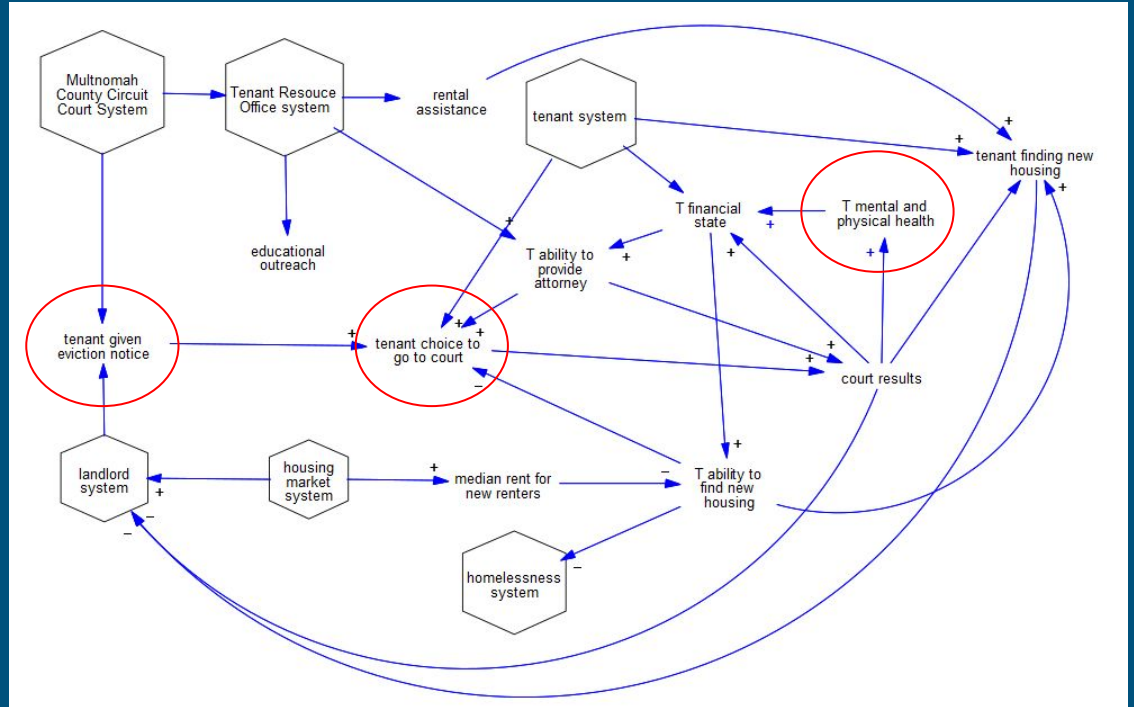 Multnomah
County Circuit
Court System
Tenant Resouce
Office system
rental
assistance
tenant system
+
+
tenant finding new
housing
+
T mental and
physical health
+
T financial
state
+
+
+
+
educational
outreach
T ability to
provide
attorney
+
tenant given
eviction notice
+
+
+
tenant choice to
go to court
–
+
+
court results
landlord
system
+
–
–
housing
market
system
+
median rent for
new renters
–
+
T ability to
find new
housing
homelessness
system
–